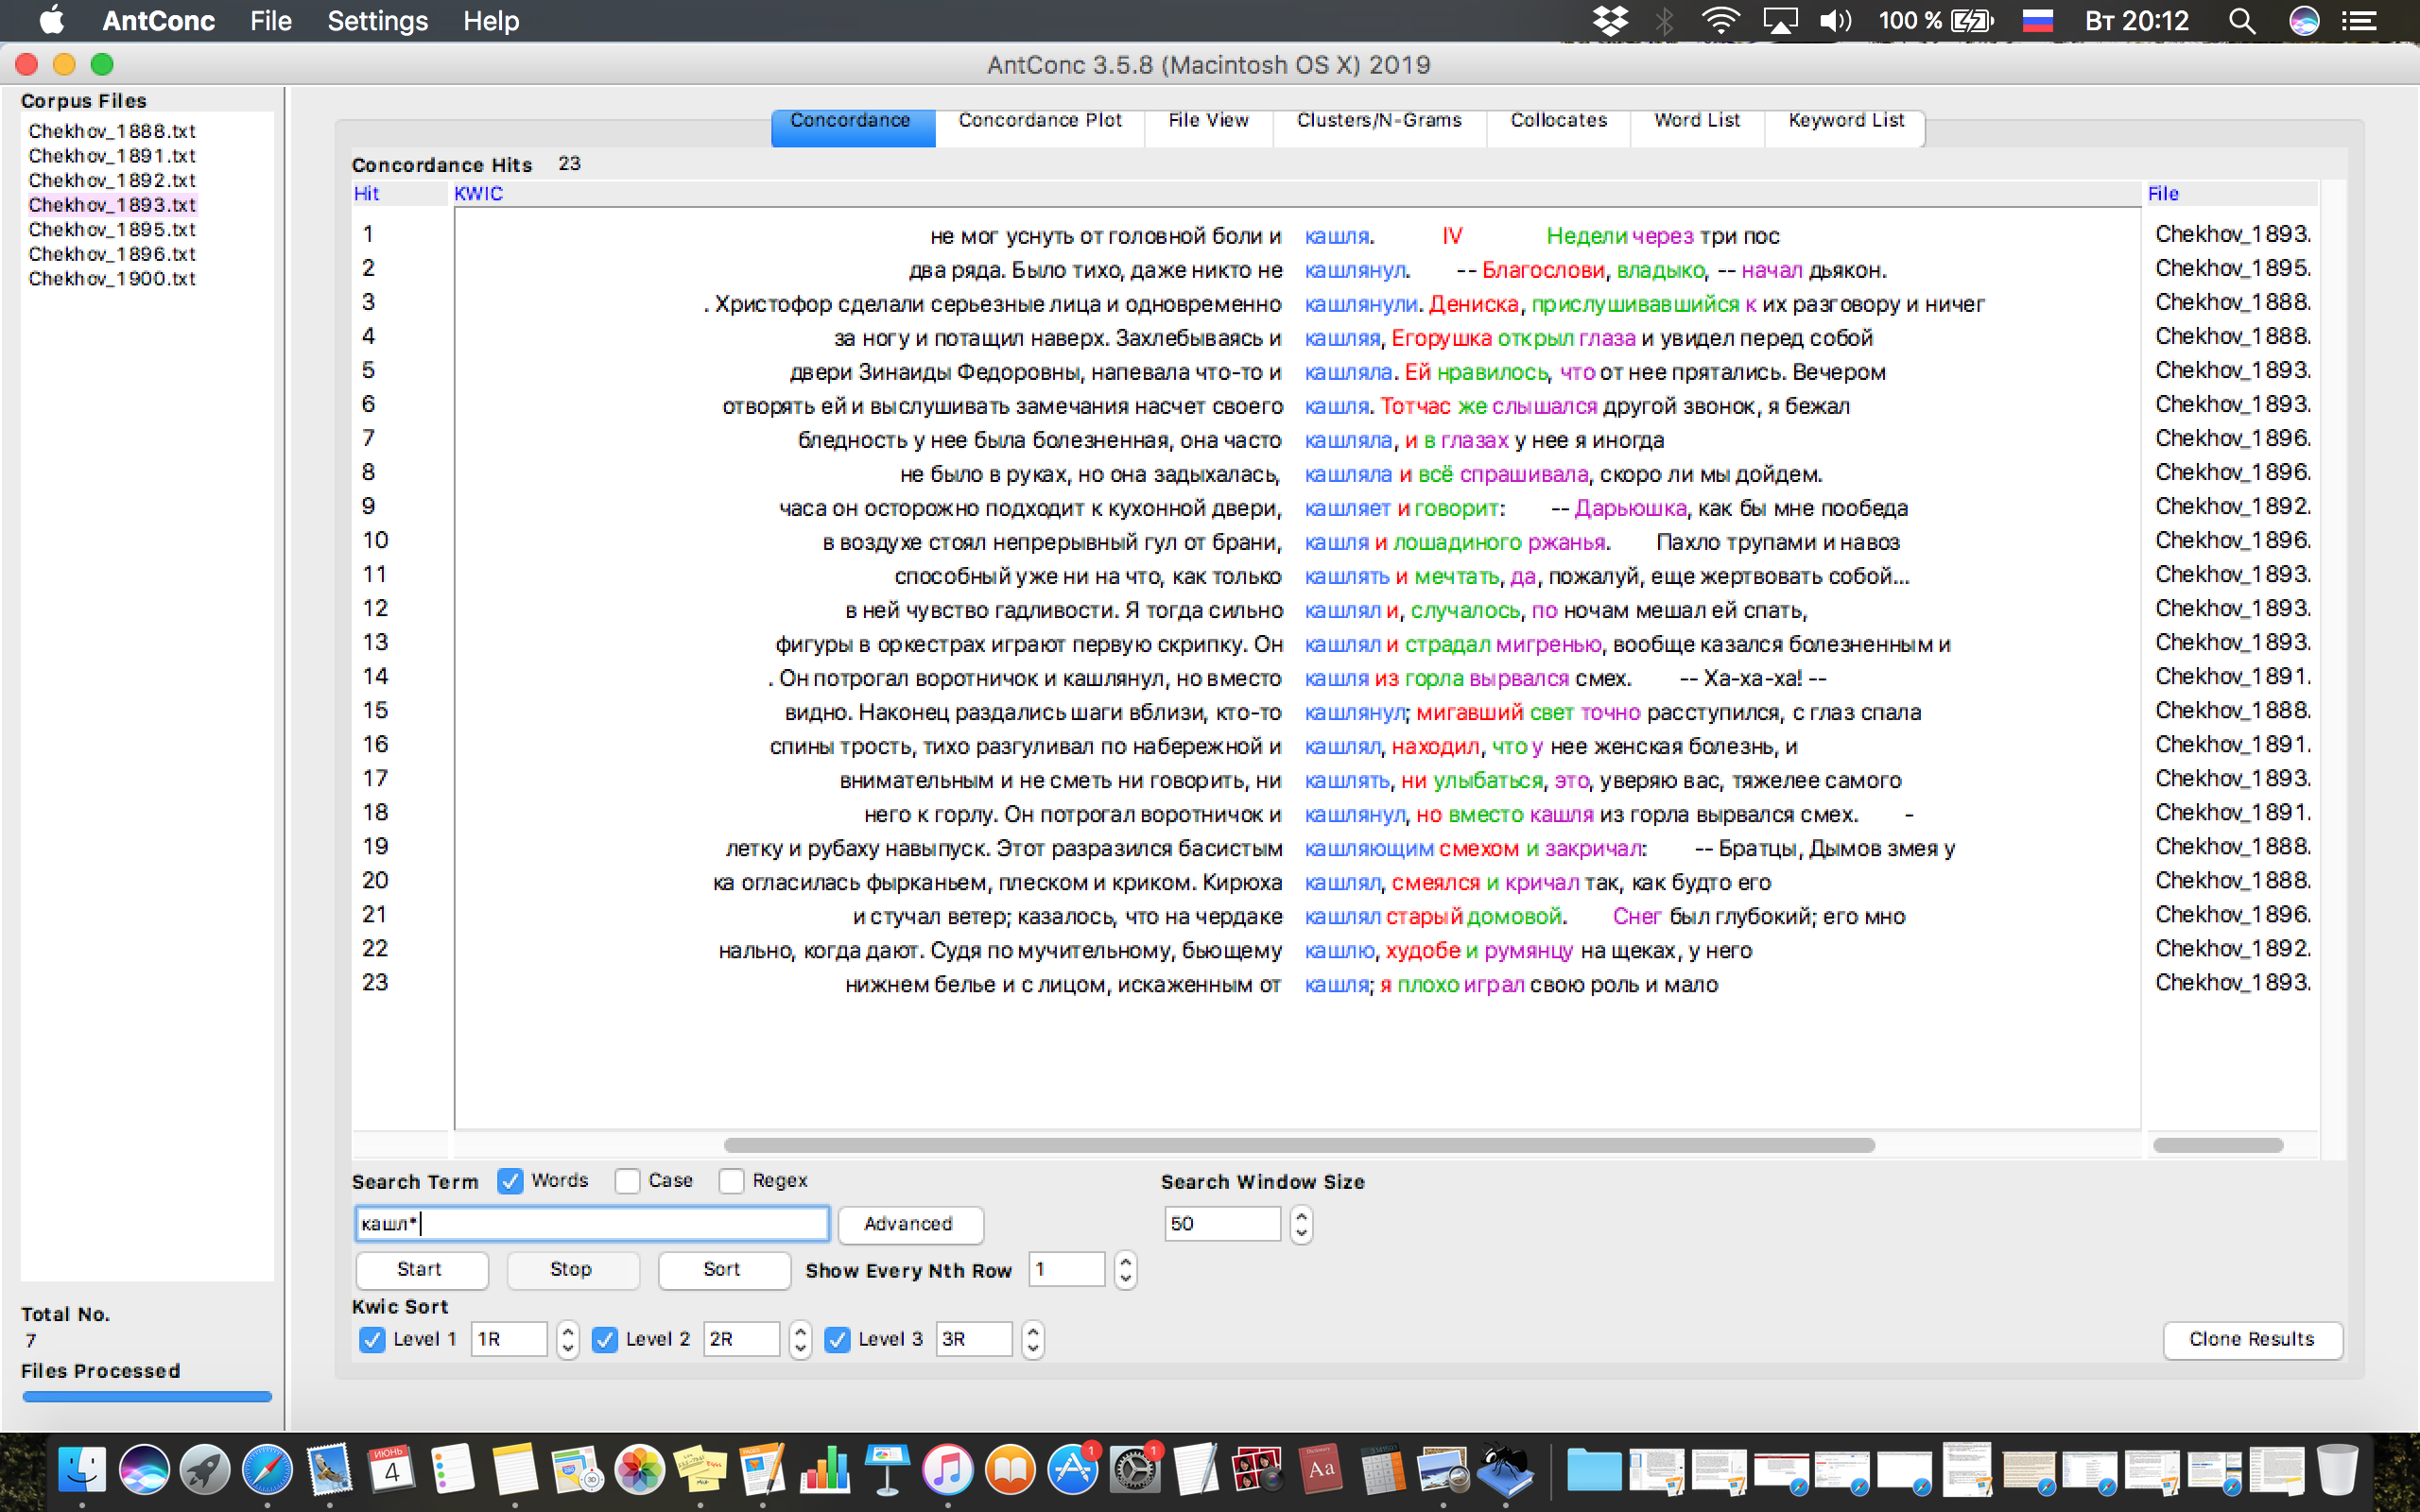 AntConc File Settings Help 100 % Вт 20:12
AntConc 3.5.8 (Macintosh OS X) 2019
Corpus Files
Chekhov_1888.txt
Chekhov_1891.txt
Chekhov_1892.txt
Chekhov_1893.txt
Chekhov_1895.txt
Chekhov_1896.txt
Chekhov_1900.txt
Concordance Concordance Plot File View Clusters/N-Grams Collocates Word List Keyword List
Concordance Hits 23
Hit KWIC File
1 не мог уснуть от головной боли и кашля. IV Недели через три пос Chekhov_1893.
2 два ряда. Было тихо, даже никто не кашлянул. -- Благослови, владыко, -- начал дьякон. Chekhov_1895.
3 . Христофор сделали серьезные лица и одновременно кашлянули. Дениска, прислушивавшийся к их разговору и ничег Chekhov_1888.
4 за ногу и потащил наверх. Захлебываясь и кашляя, Егорушка открыл глаза и увидел перед собой Chekhov_1888.
5 двери Зинаиды Федоровны, напевала что-то и кашляла. Ей нравилось, что от нее прятались. Вечером Chekhov_1893.
6 отворять ей и выслушивать замечания насчет своего кашля. Тотчас же слышался другой звонок, я бежал Chekhov_1893.
7 бледность у нее была болезненная, она часто кашляла, и в глазах у нее я иногда Chekhov_1896.
8 не было в руках, но она задыхалась, кашляла и всё спрашивала, скоро ли мы дойдем. Chekhov_1896.
9 часа он осторожно подходит к кухонной двери, кашляет и говорит: -- Дарьюшка, как бы мне пообеда Chekhov_1892.
10 в воздухе стоял непрерывный гул от брани, кашля и лошадиного ржанья. Пахло трупами и навоз Chekhov_1896.
11 способный уже ни на что, как только кашлять и мечтать, да, пожалуй, еще жертвовать собой... Chekhov_1893.
12 в ней чувство гадливости. Я тогда сильно кашлял и, случалось, по ночам мешал ей спать, Chekhov_1893.
13 фигуры в оркестрах играют первую скрипку. Он кашлял и страдал мигренью, вообще казался болезненным и Chekhov_1893.
14 . Он потрогал воротничок и кашлянул, но вместо кашля из горла вырвался смех. -- Ха-ха-ха! -- Chekhov_1891.
15 видно. Наконец раздались шаги вблизи, кто-то кашлянул; мигавший свет точно расступился, с глаз спала Chekhov_1888.
16 спины трость, тихо разгуливал по набережной и кашлял, находил, что у нее женская болезнь, и Chekhov_1891.
17 внимательным и не сметь ни говорить, ни кашлять, ни улыбаться, это, уверяю вас, тяжелее самого Chekhov_1893.
18 него к горлу. Он потрогал воротничок и кашлянул, но вместо кашля из горла вырвался смех. - Chekhov_1891.
19 летку и рубаху навыпуск. Этот разразился басистым кашляющим смехом и закричал: -- Братцы, Дымов змея у Chekhov_1888.
20 ка огласилась фырканьем, плеском и криком. Кирюха кашлял, смеялся и кричал так, как будто его Chekhov_1888.
21 и стучал ветер; казалось, что на чердаке кашлял старый домовой. Снег был глубокий; его мно Chekhov_1896.
22 нально, когда дают. Судя по мучительному, бьющему кашлю, худобе и румянцу на щеках, у него Chekhov_1892.
23 нижнем белье и с лицом, искаженным от кашля; я плохо играл свою роль и мало Chekhov_1893.
Search Term Words Case Regex Search Window Size
кашл* Advanced 50
Start Stop Sort Show Every Nth Row 1
Kwic Sort
Level 1 1R Level 2 2R Level 3 3R Clone Results
Total No.
7
Files Processed
ИЮНЬ
4
3D
PAGES
1
1
Aa